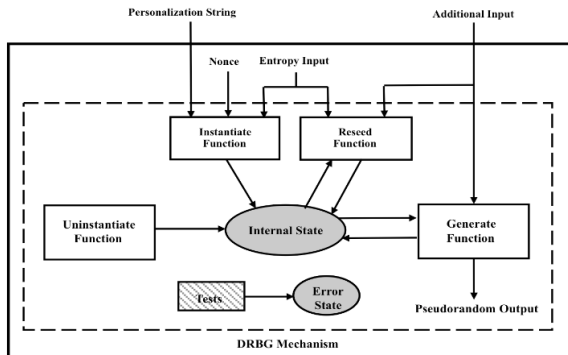 Personalization String
Additional Input
Nonce
Entropy Input
Instantiate
Function
Reseed
Function
Uninstantiate
Function
Internal State
Generate
Function
Tests
Error
State
Pseudorandom Output
DRBG Mechanism